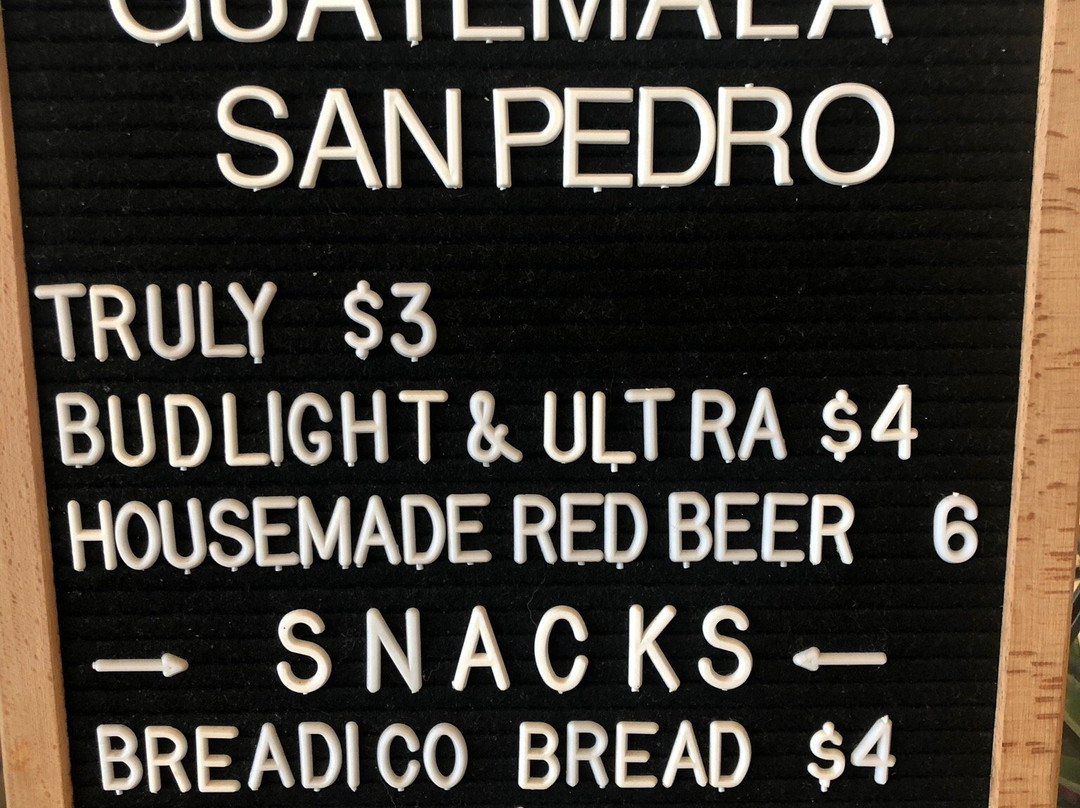 GUATEMALA
SAN PEDRO
TRULY $3
BUDLIGHT & ULTRA $4
HOUSEMADE RED BEER 6
→ SNACKS ←
BREADICO BREAD $4